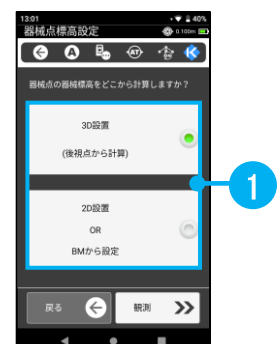 13:01
40%
器械点標高設定
0.100m
A
AT
器械点の器械標高をどこから計算しますか？
3D設置
(後視点から計算)
1
2D設置
OR
BMから設定
戻る
観測